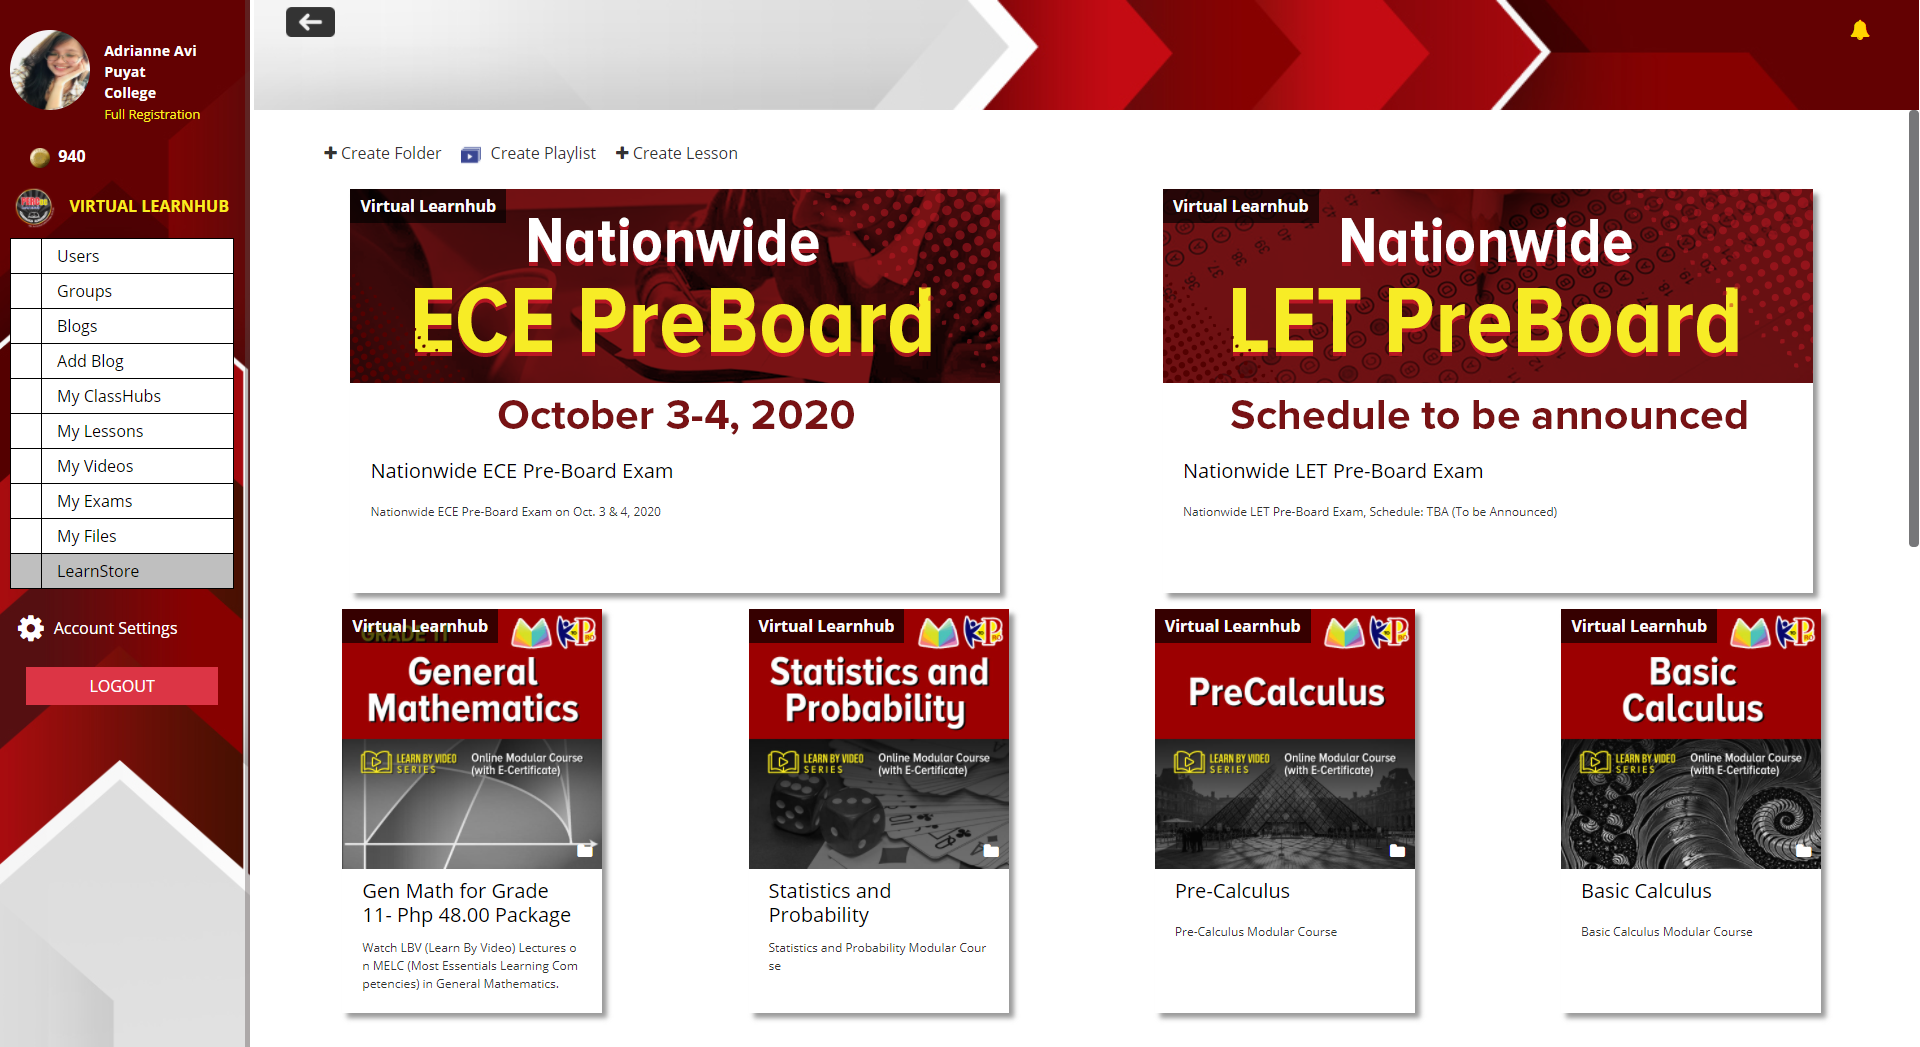 Adrianne Avi
Puyat
College
Full Registration
940
VIRTUAL LEARNHUB
Users
Groups
Blogs
Add Blog
My ClassHubs
My Lessons
My Videos
My Exams
My Files
LearnStore
Account Settings
LOGOUT
Create Folder
Create Playlist
Create Lesson
Virtual Learnhub
Nationwide
ECE PreBoard
October 3-4, 2020
Nationwide ECE Pre-Board Exam
Nationwide ECE Pre-Board Exam on Oct. 3 & 4, 2020
Virtual Learnhub
Nationwide
LET PreBoard
Schedule to be announced
Nationwide LET Pre-Board Exam
Nationwide LET Pre-Board Exam, Schedule: TBA (To be Announced)
Virtual Learnhub
GRADE 11
General
Mathematics
LEARN BY VIDEO
SERIES
Online Modular Course
(with E-Certificate)
Gen Math for Grade
11- Php 48.00 Package
Watch LBV (Learn By Video) Lectures o
n MELC (Most Essentials Learning Com
petencies) in General Mathematics.
Virtual Learnhub
Statistics and
Probability
LEARN BY VIDEO
SERIES
Online Modular Course
(with E-Certificate)
Statistics and
Probability
Statistics and Probability Modular Cour
se
Virtual Learnhub
PreCalculus
LEARN BY VIDEO
SERIES
Online Modular Course
(with E-Certificate)
Pre-Calculus
Pre-Calculus Modular Course
Virtual Learnhub
Basic
Calculus
LEARN BY VIDEO
SERIES
Online Modular Course
(with E-Certificate)
Basic Calculus
Basic Calculus Modular Course